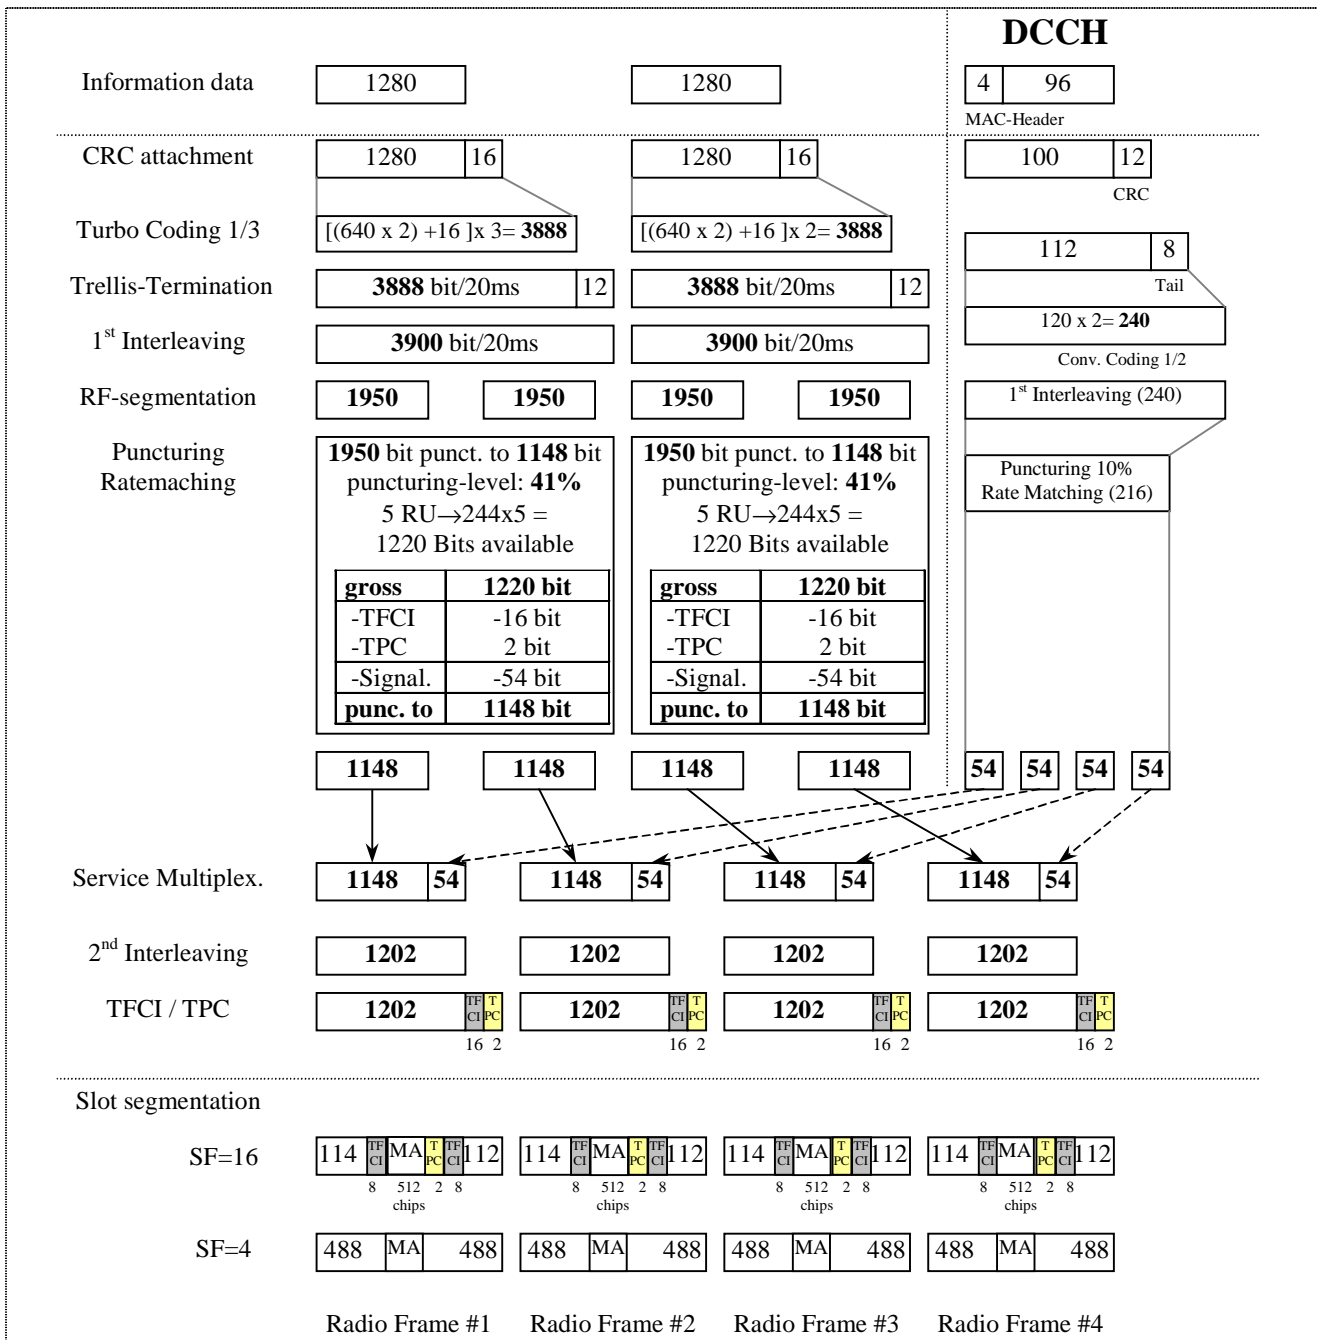 DCCH
Information data 1280 1280 4 96
MAC-Header
CRC attachment 1280 16 1280 16 100 12
CRC
Turbo Coding 1/3 [(640 x 2) +16 ]x 3= 3888 [(640 x 2) +16 ]x 2= 3888
112 8
Tail
Trellis-Termination 3888 bit/20ms 12 3888 bit/20ms 12
120 x 2= 240
1st Interleaving 3900 bit/20ms 3900 bit/20ms
Conv. Coding 1/2
RF-segmentation 1950 1950 1950 1950 1st Interleaving (240)
Puncturing
Ratemaching
1950 bit punct. to 1148 bit
puncturing-level: 41%
5 RU→244x5 =
1220 Bits available
gross 1220 bit
-TFCI -16 bit
-TPC 2 bit
-Signal. -54 bit
punc. to 1148 bit
1950 bit punct. to 1148 bit
puncturing-level: 41%
5 RU→244x5 =
1220 Bits available
gross 1220 bit
-TFCI -16 bit
-TPC 2 bit
-Signal. -54 bit
punc. to 1148 bit
Puncturing 10%
Rate Matching (216)
1148 1148 1148 1148 54 54 54 54
Service Multiplex. 1148 54 1148 54 1148 54 1148 54
2nd Interleaving 1202 1202 1202 1202
TFCI / TPC 1202 TF CI T PC 1202 TF CI T PC 1202 TF CI T PC 1202 TF CI T PC
16 2 16 2 16 2 16 2
Slot segmentation
SF=16 114 TF CI MA T PC TF CI 112 114 TF CI MA T PC TF CI 112 114 TF CI MA T PC TF CI 112 114 TF CI MA T PC TF CI 112
8 512 2 8 8 512 2 8 8 512 2 8 8 512 2 8
chips chips chips chips
SF=4 488 MA 488 488 MA 488 488 MA 488 488 MA 488
Radio Frame #1 Radio Frame #2 Radio Frame #3 Radio Frame #4